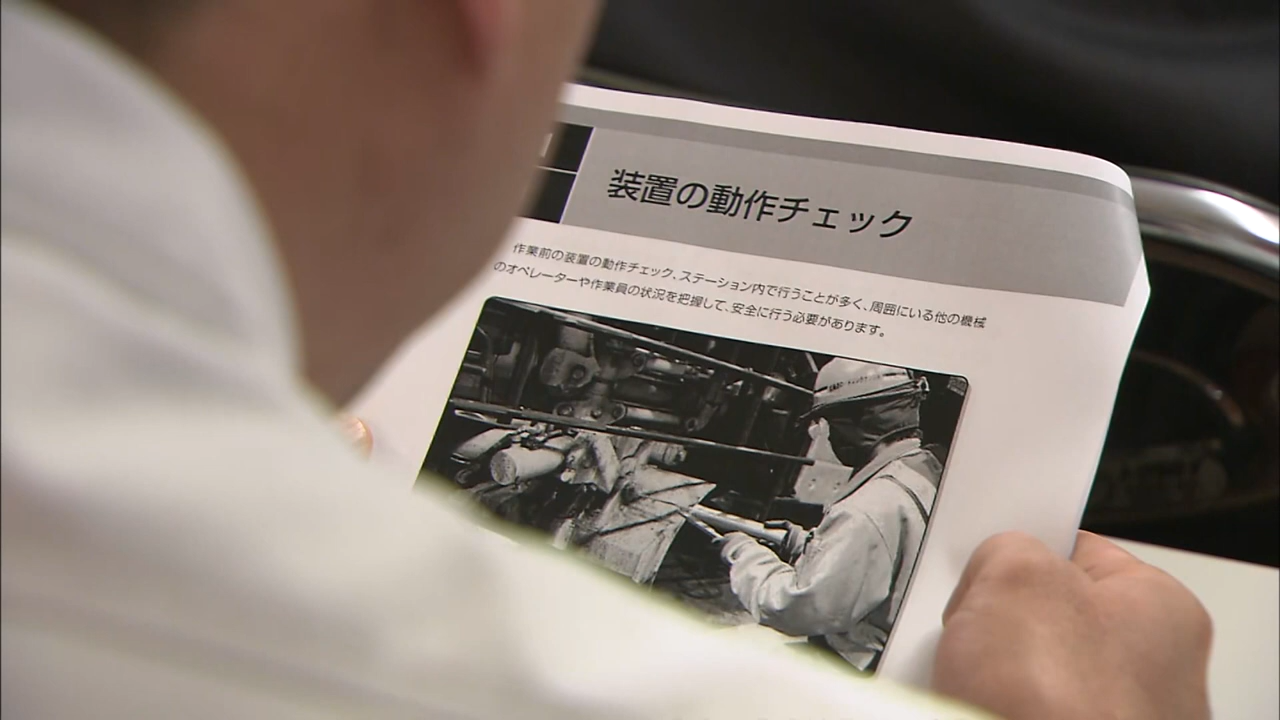 装置の動作チェック
作業前の装置の動作チェック、ステーション内で行うことが多く、周囲にいる他の機械
のオペレーターや作業員の状況を把握して、安全に行う必要があります。